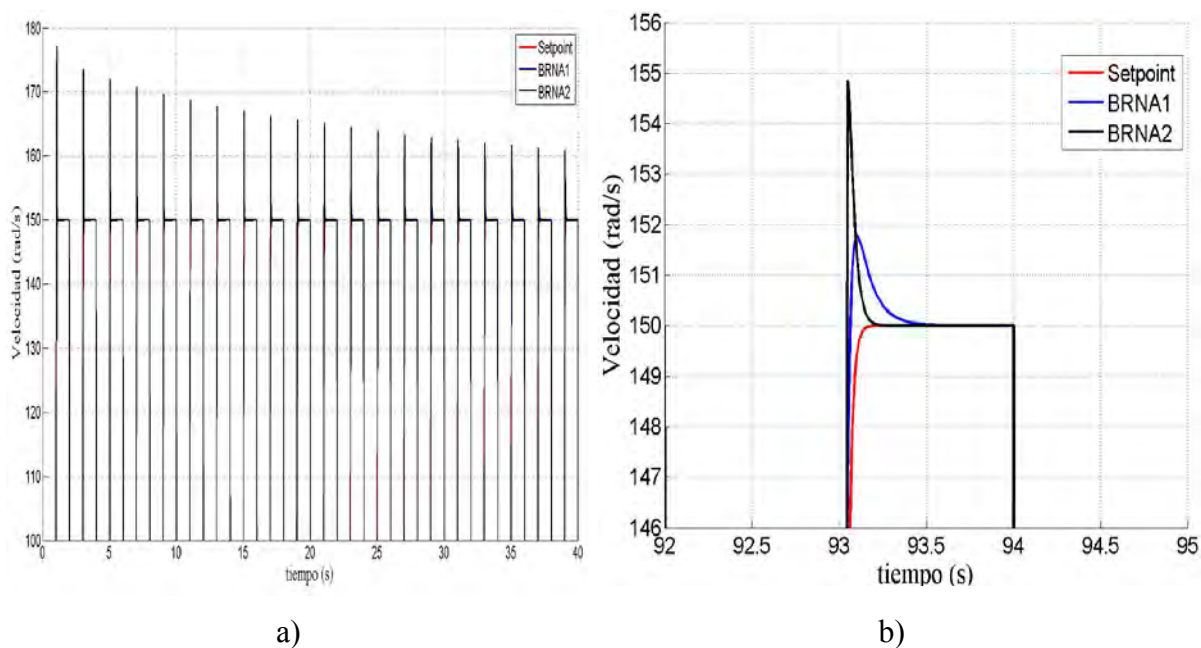 180
170
160
150
140
130
120
110
100
Velocidad (rad/s)
Setpoint
BRNA1
BRNA2
0 5 10 15 20 25 30 35 40
tiempo (s)
a)
156
155
154
153
152
151
150
149
148
147
146
Velocidad (rad/s)
Setpoint
BRNA1
BRNA2
92 92.5 93 93.5 94 94.5 95
tiempo (s)
b)